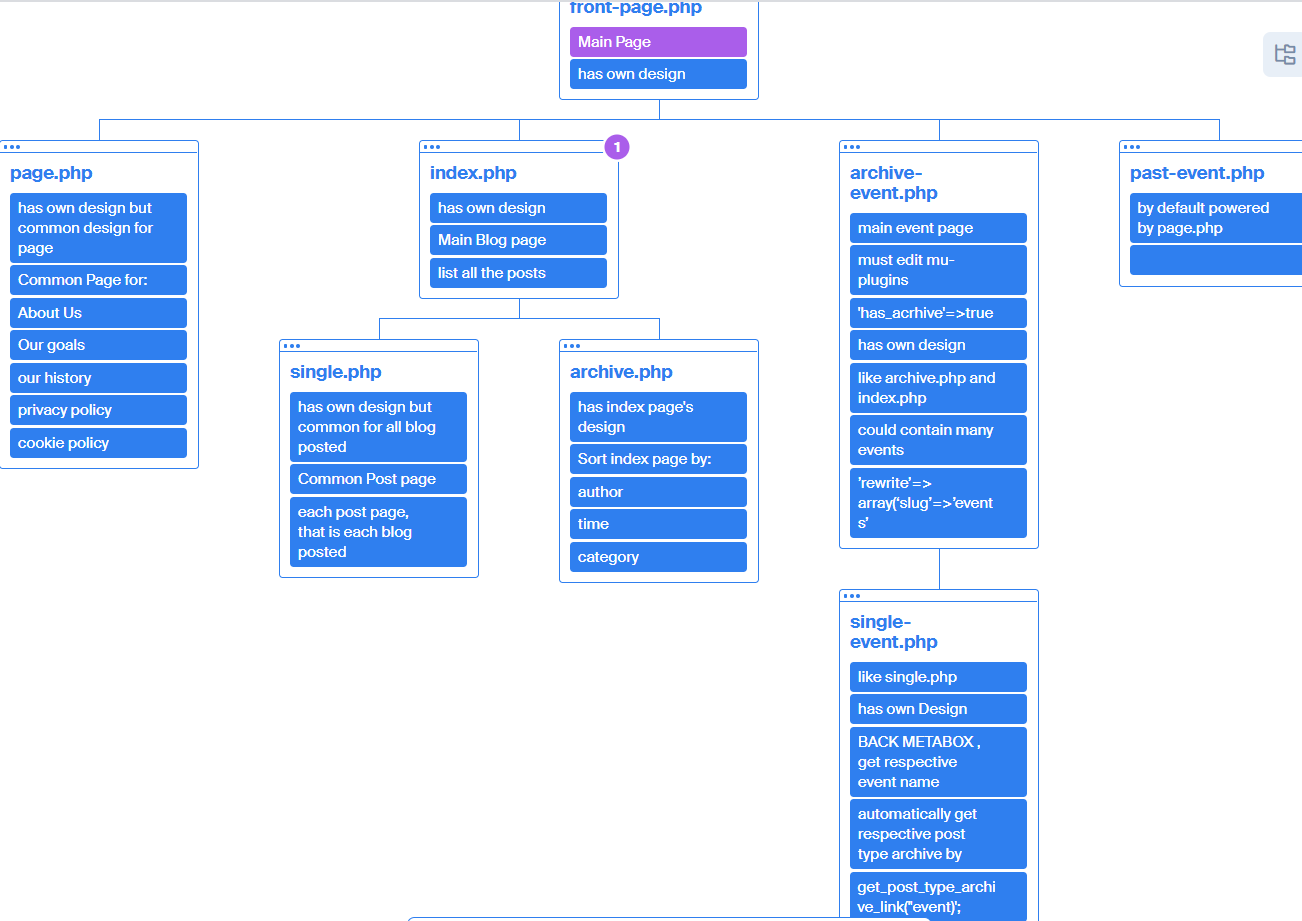 front-page.php
Main Page
has own design
1
page.php
has own design but
common design for
page
Common Page for:
About Us
Our goals
our history
privacy policy
cookie policy
index.php
has own design
Main Blog page
list all the posts
single.php
has own design but
common for all blog
posted
Common Post page
each post page,
that is each blog
posted
archive.php
has index page's
design
Sort index page by:
author
time
category
archive-
event.php
main event page
must edit mu-
plugins
'has_acrhive'=>true
has own design
like archive.php and
index.php
could contain many
events
’rewrite’=>
array(‘slug’=>’event
s’
single-
event.php
like single.php
has own Design
BACK METABOX ,
get respective
event name
automatically get
respective post
type archive by
get_post_type_archi
ve_link("event)';
past-event.php
by default powered
by page.php